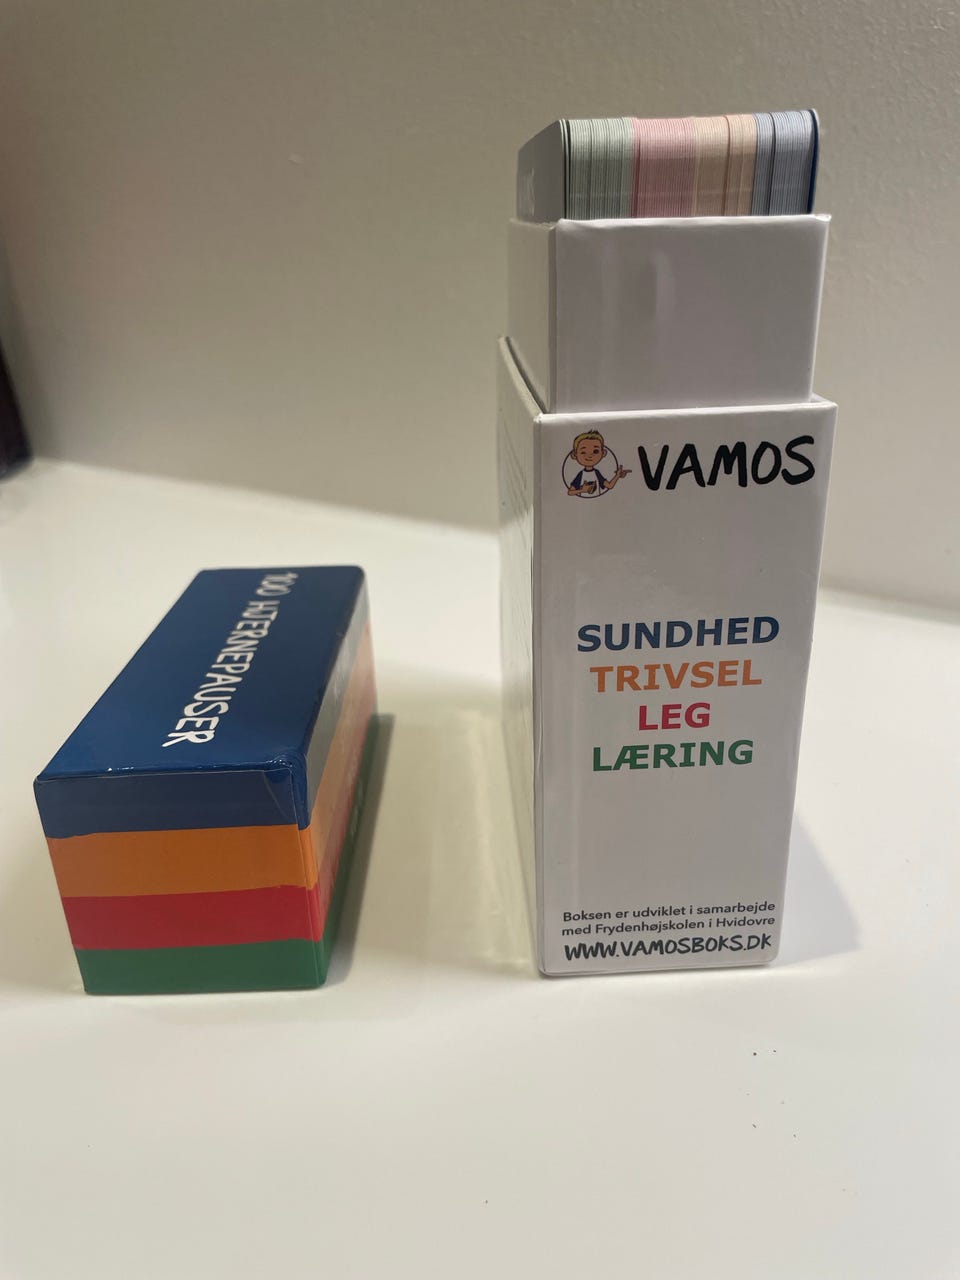 100 HJERNEPAUSER
VAMOS
SUNDHED
TRIVSEL
LEG
LÆRING
Boksen er udviklet i samarbejde
med Frydenhøjskolen i Hvidovre
WWW.VAMOSBOKS.DK